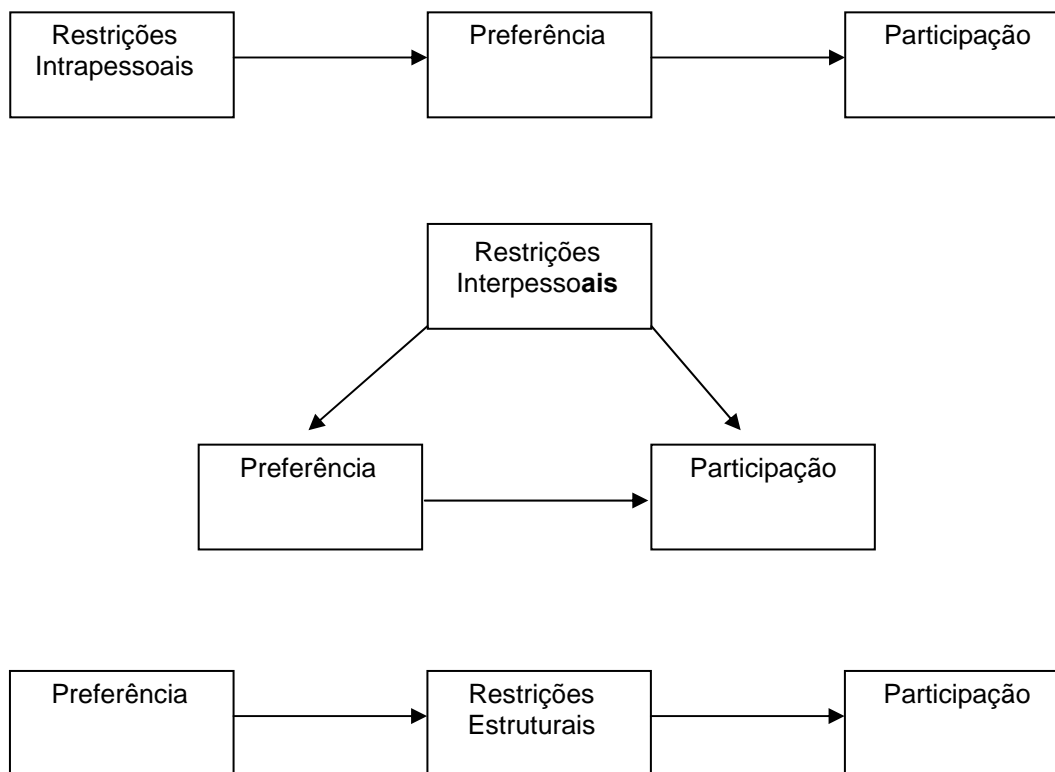 Restrições
Intrapessoais
Preferência
Participação
Restrições
Interpessoais
Preferência
Participação
Preferência
Restrições
Estruturais
Participação